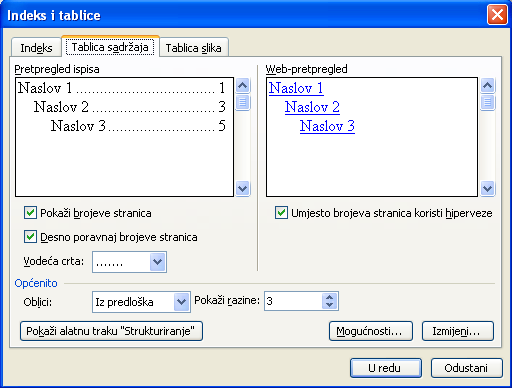 Indeks i tablice
Indeks Tablica sadržaja Tablica slika
Pretpregled ispisa Web-pretpregled
Naslov 1 ........................ 1
Naslov 2 .................... 3
Naslov 3 ................ 5
Naslov 1
Naslov 2
Naslov 3
Pokaži brojeve stranica
Umjesto brojeva stranica koristi hiperveze
Desno poravnaj brojeve stranica
Vodeća crta: .......
Općenito
Oblici: Iz predloška Pokaži razine: 3
Pokaži alatnu traku "Strukturiranje" Mogućnosti... Izmijeni...
U redu Odustani